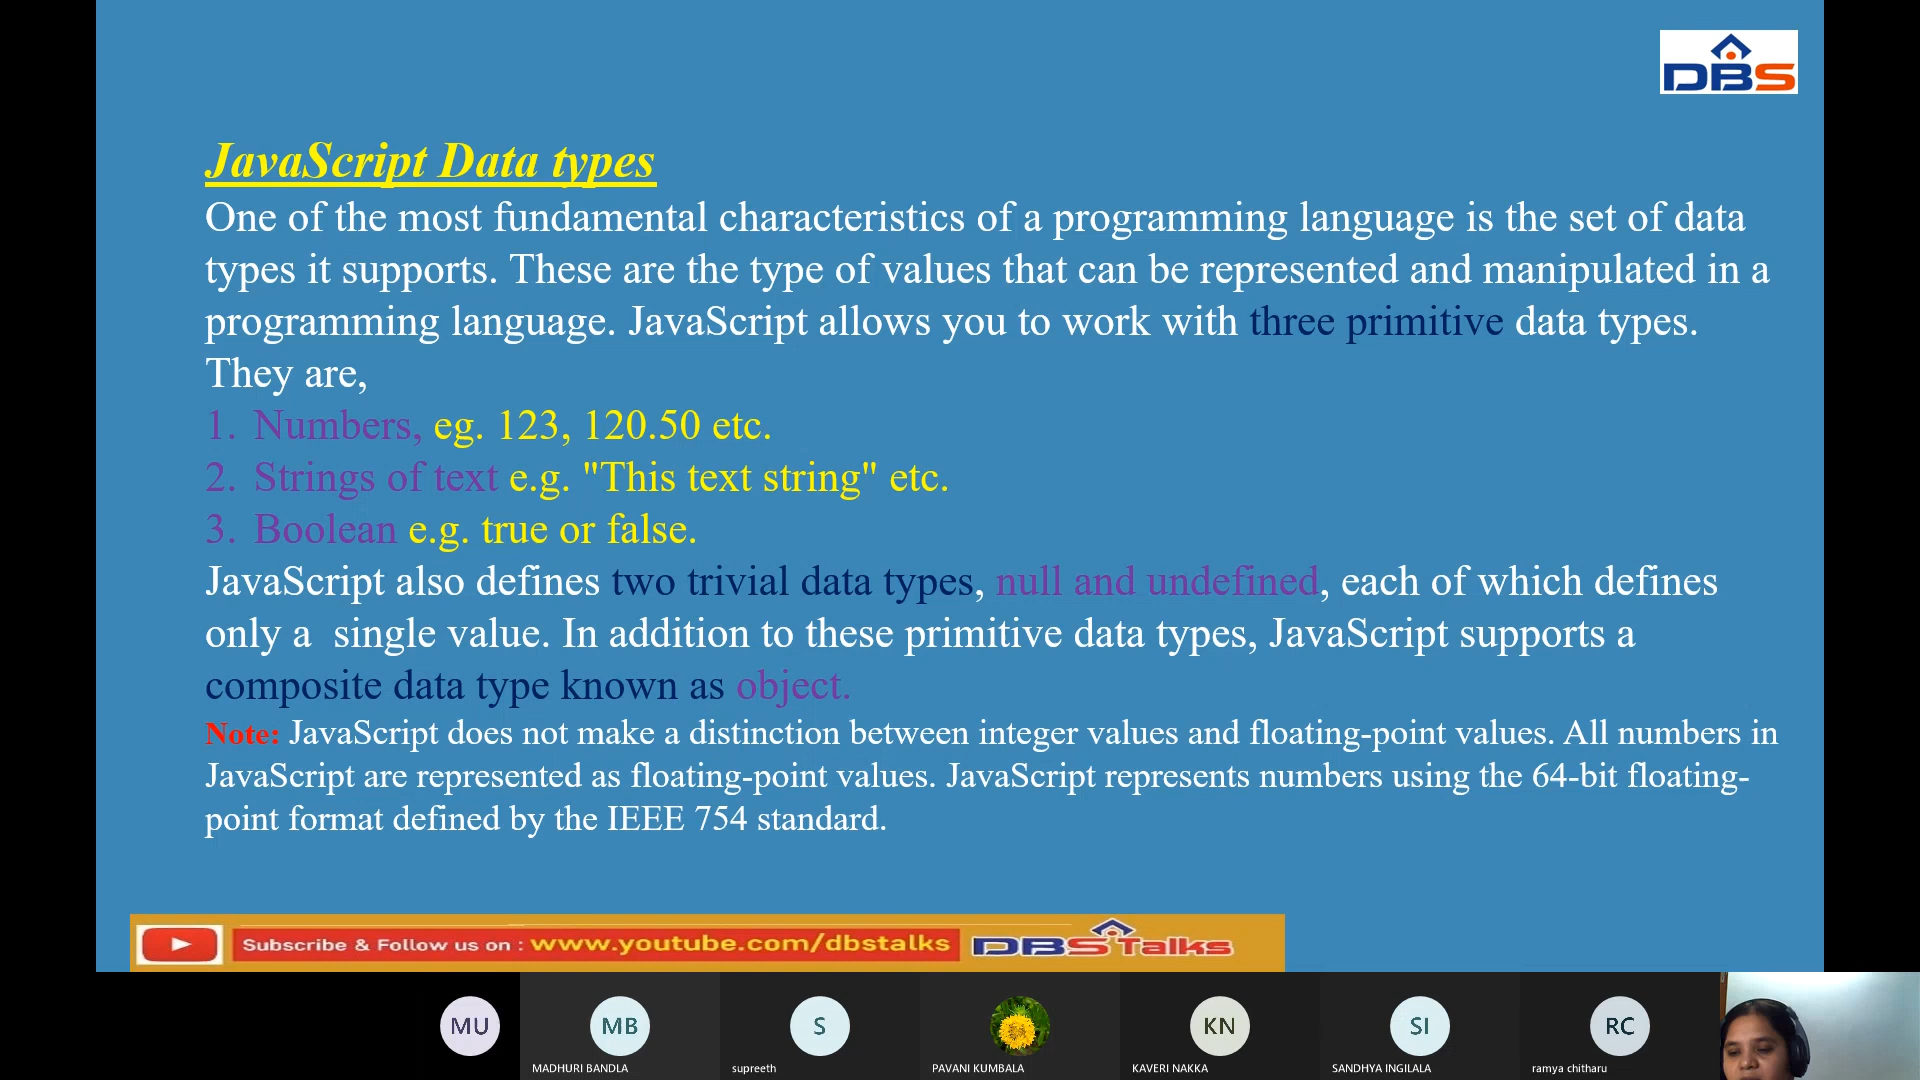 DBS
JavaScript Data types
One of the most fundamental characteristics of a programming language is the set of data
types it supports. These are the type of values that can be represented and manipulated in a
programming language. JavaScript allows you to work with three primitive data types.
They are,
1. Numbers, eg. 123, 120.50 etc.
2. Strings of text e.g. "This text string" etc.
3. Boolean e.g. true or false.
JavaScript also defines two trivial data types, null and undefined, each of which defines
only a  single value. In addition to these primitive data types, JavaScript supports a
composite data type known as object.
Note: JavaScript does not make a distinction between integer values and floating-point values. All numbers in
JavaScript are represented as floating-point values. JavaScript represents numbers using the 64-bit floating-
point format defined by the IEEE 754 standard.
Subscribe & Follow us on : www.youtube.com/dbstalks DBS Talks
MU MB S KN SI RC
MADHURI BANDLA supreeth PAVANI KUMBALA KAVERI NAKKA SANDHYA INGILALA ramya chitharu